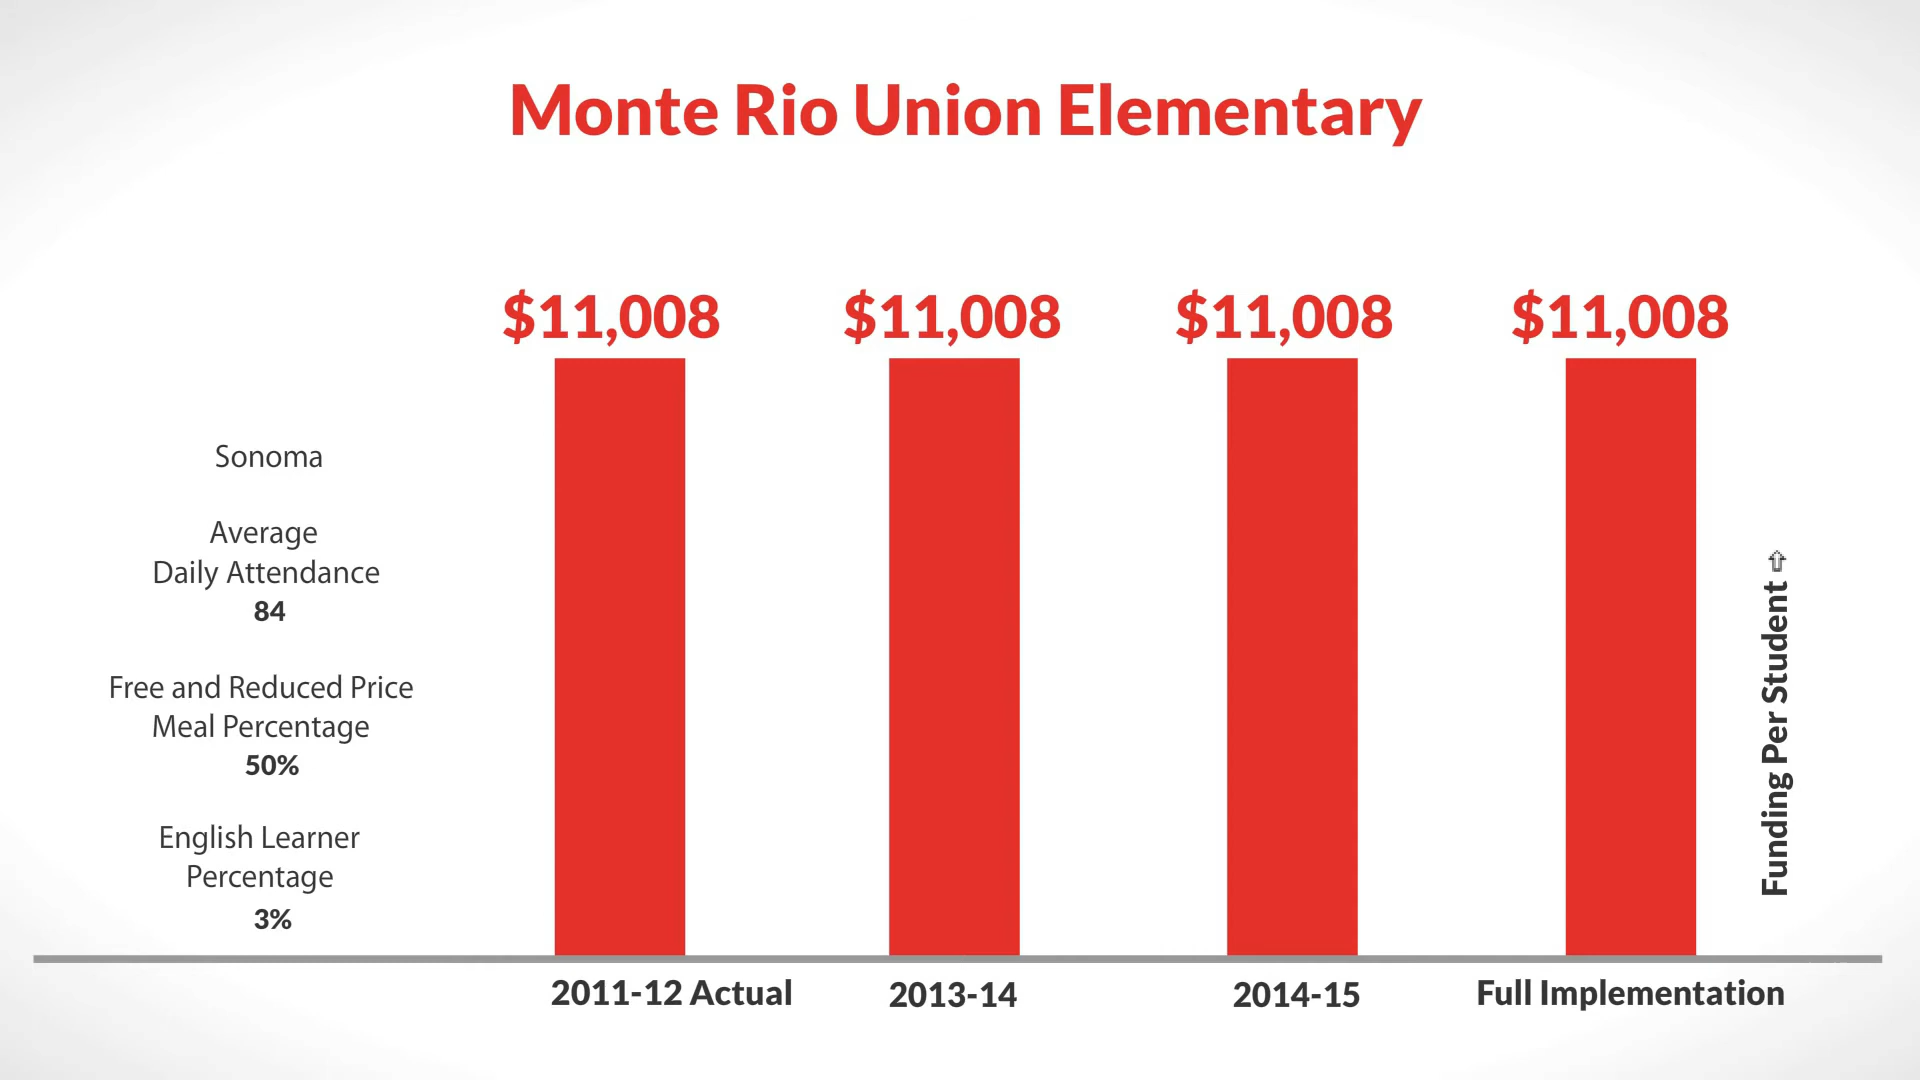 Monte Rio Union Elementary
$11,008 $11,008 $11,008 $11,008
Sonoma
Average
Daily Attendance
84
Free and Reduced Price
Meal Percentage
50%
English Learner
Percentage
3%
Funding Per Student ⇧
2011-12 Actual 2013-14 2014-15 Full Implementation